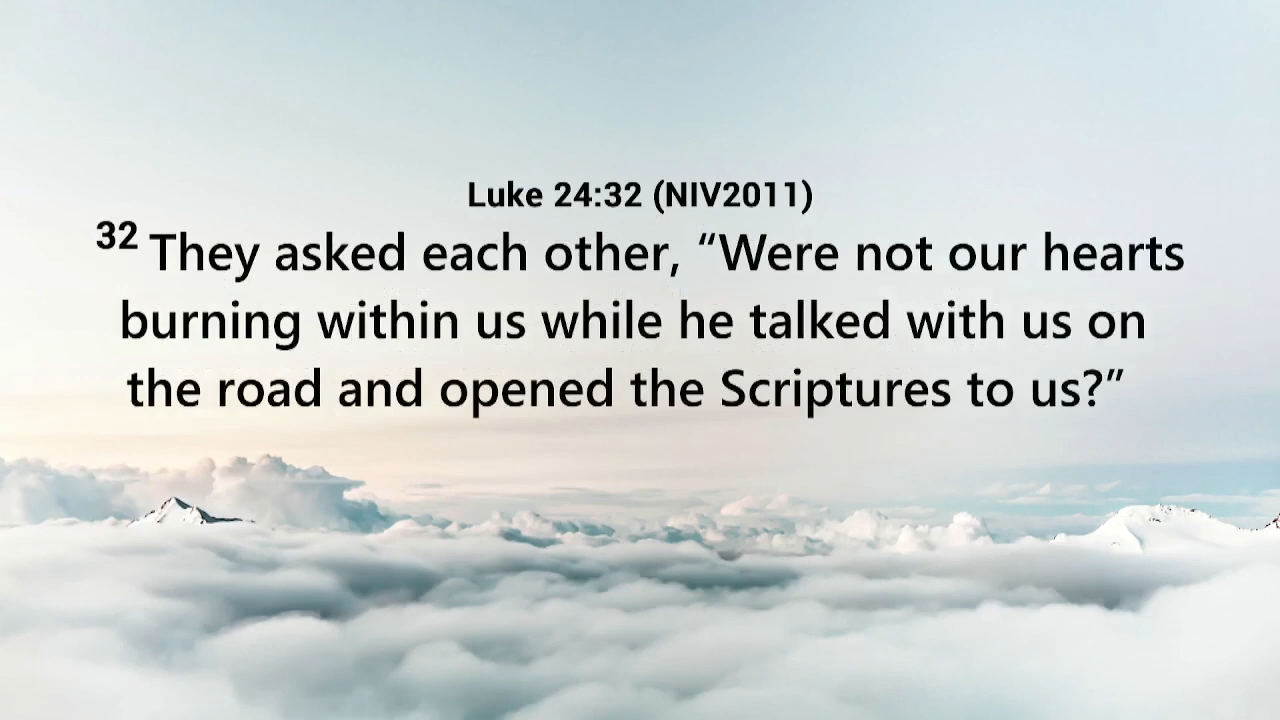 Luke 24:32 (NIV2011)
32 They asked each other, “Were not our hearts
burning within us while he talked with us on
the road and opened the Scriptures to us?”